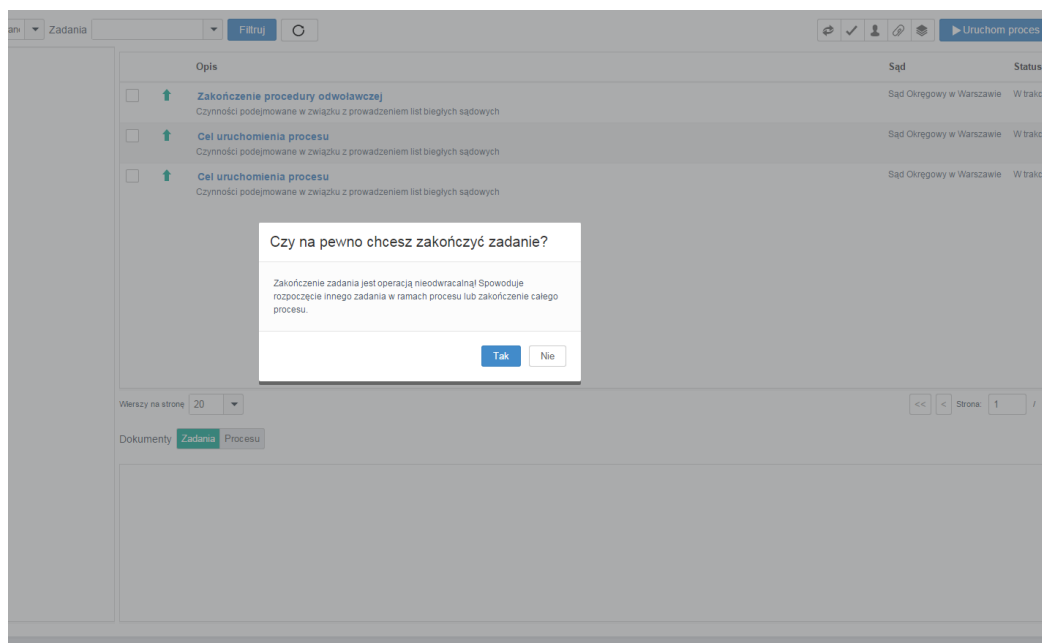 Zadania Filtruj Uruchom proces
Opis Sąd Status
Zakończenie procedury odwoławczej Sąd Okręgowy w Warszawie
Czynności podejmowane w związku z prowadzeniem list biegłych sądowych
Cel uruchomienia procesu Sąd Okręgowy w Warszawie
Czynności podejmowane w związku z prowadzeniem list biegłych sądowych
Cel uruchomienia procesu Sąd Okręgowy w Warszawie
Czynności podejmowane w związku z prowadzeniem list biegłych sądowych
Czy na pewno chcesz zakończyć zadanie?
Zakończenie zadania jest operacją nieodwracalną! Spowoduje
rozpoczęcie innego zadania w ramach procesu lub zakończenie całego
procesu.
Tak Nie
Wierszy na stronę 20 << < Strona: 1 /
Dokumenty Zadania Procesu